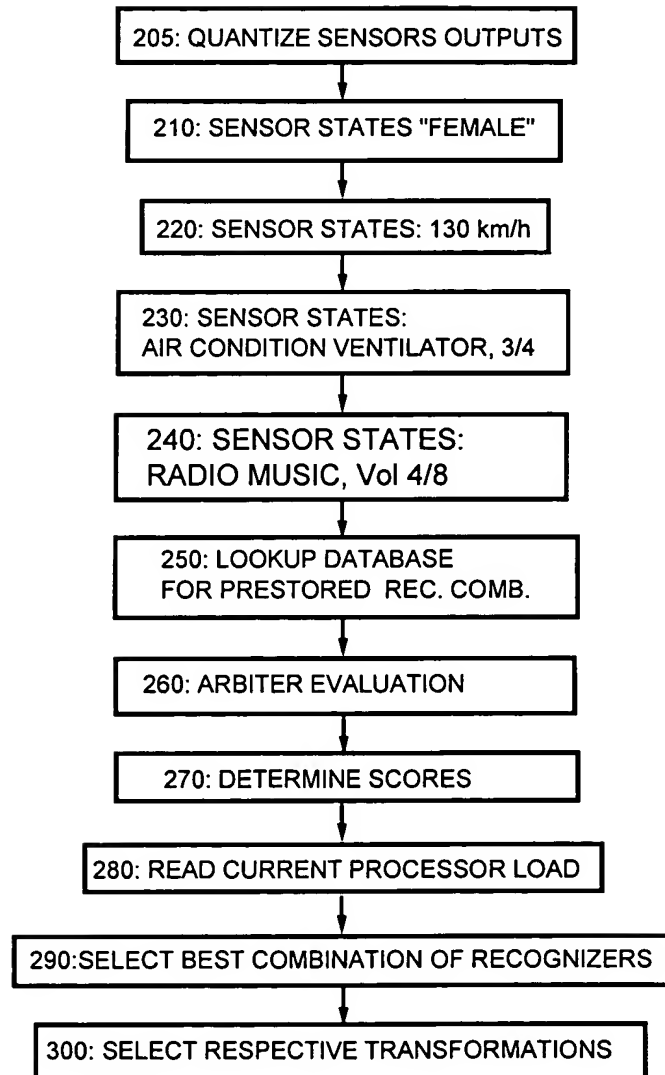 205: QUANTIZE SENSORS OUTPUTS
210: SENSOR STATES "FEMALE"
220: SENSOR STATES: 130 km/h
230: SENSOR STATES:
AIR CONDITION VENTILATOR, 3/4
240: SENSOR STATES:
RADIO MUSIC, Vol 4/8
250: LOOKUP DATABASE
FOR PRESTORED REC. COMB.
260: ARBITER EVALUATION
270: DETERMINE SCORES
280: READ CURRENT PROCESSOR LOAD
290:SELECT BEST COMBINATION OF RECOGNIZERS
300: SELECT RESPECTIVE TRANSFORMATIONS